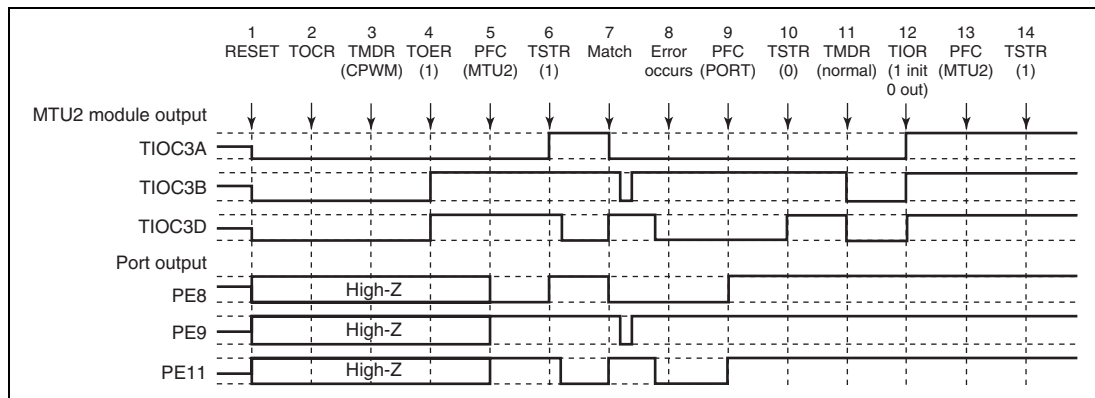 1 2 3 4 5 6 7 8 9 10 11 12 13 14
RESET TOCR TMDR TOER PFC TSTR Match Error PFC TSTR TMDR TIOR PFC TSTR
(CPWM) (1) (MTU2) (1) occurs (PORT) (0) (normal) (1 init (MTU2) (1)
0 out)
MTU2 module output
TIOC3A
TIOC3B
TIOC3D
Port output
PE8 High-Z
PE9 High-Z
PE11 High-Z